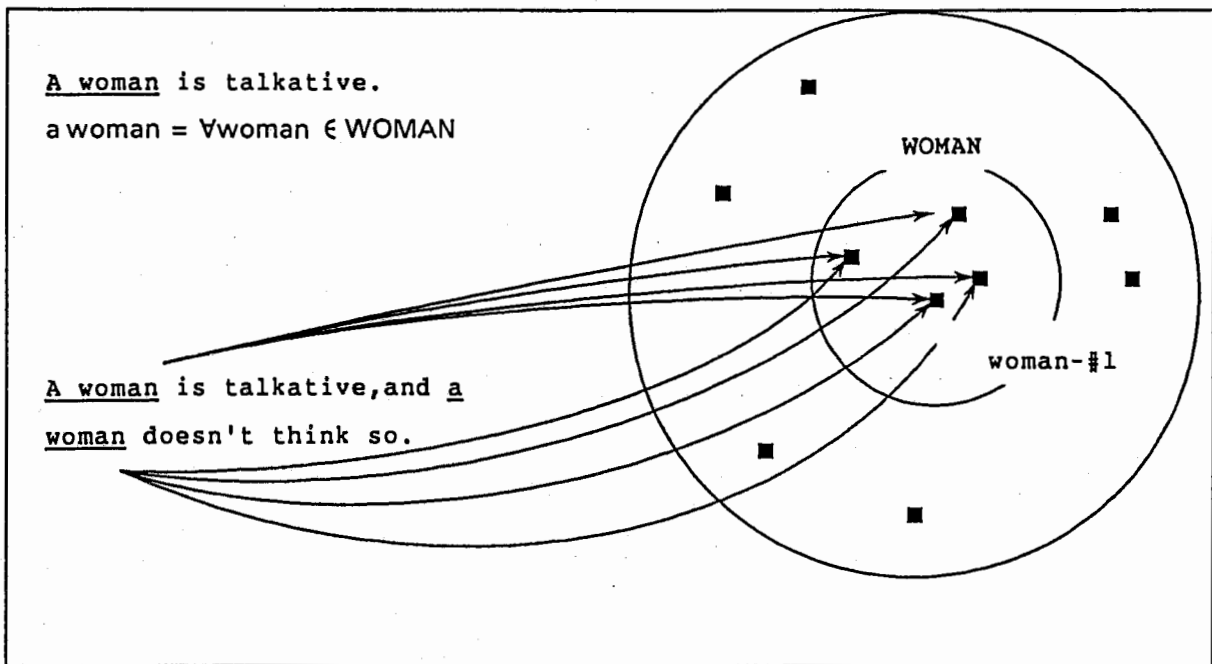 A woman is talkative.
a woman = ∀woman ∈ WOMAN
WOMAN
woman-#1
A woman is talkative,and a
woman doesn't think so.